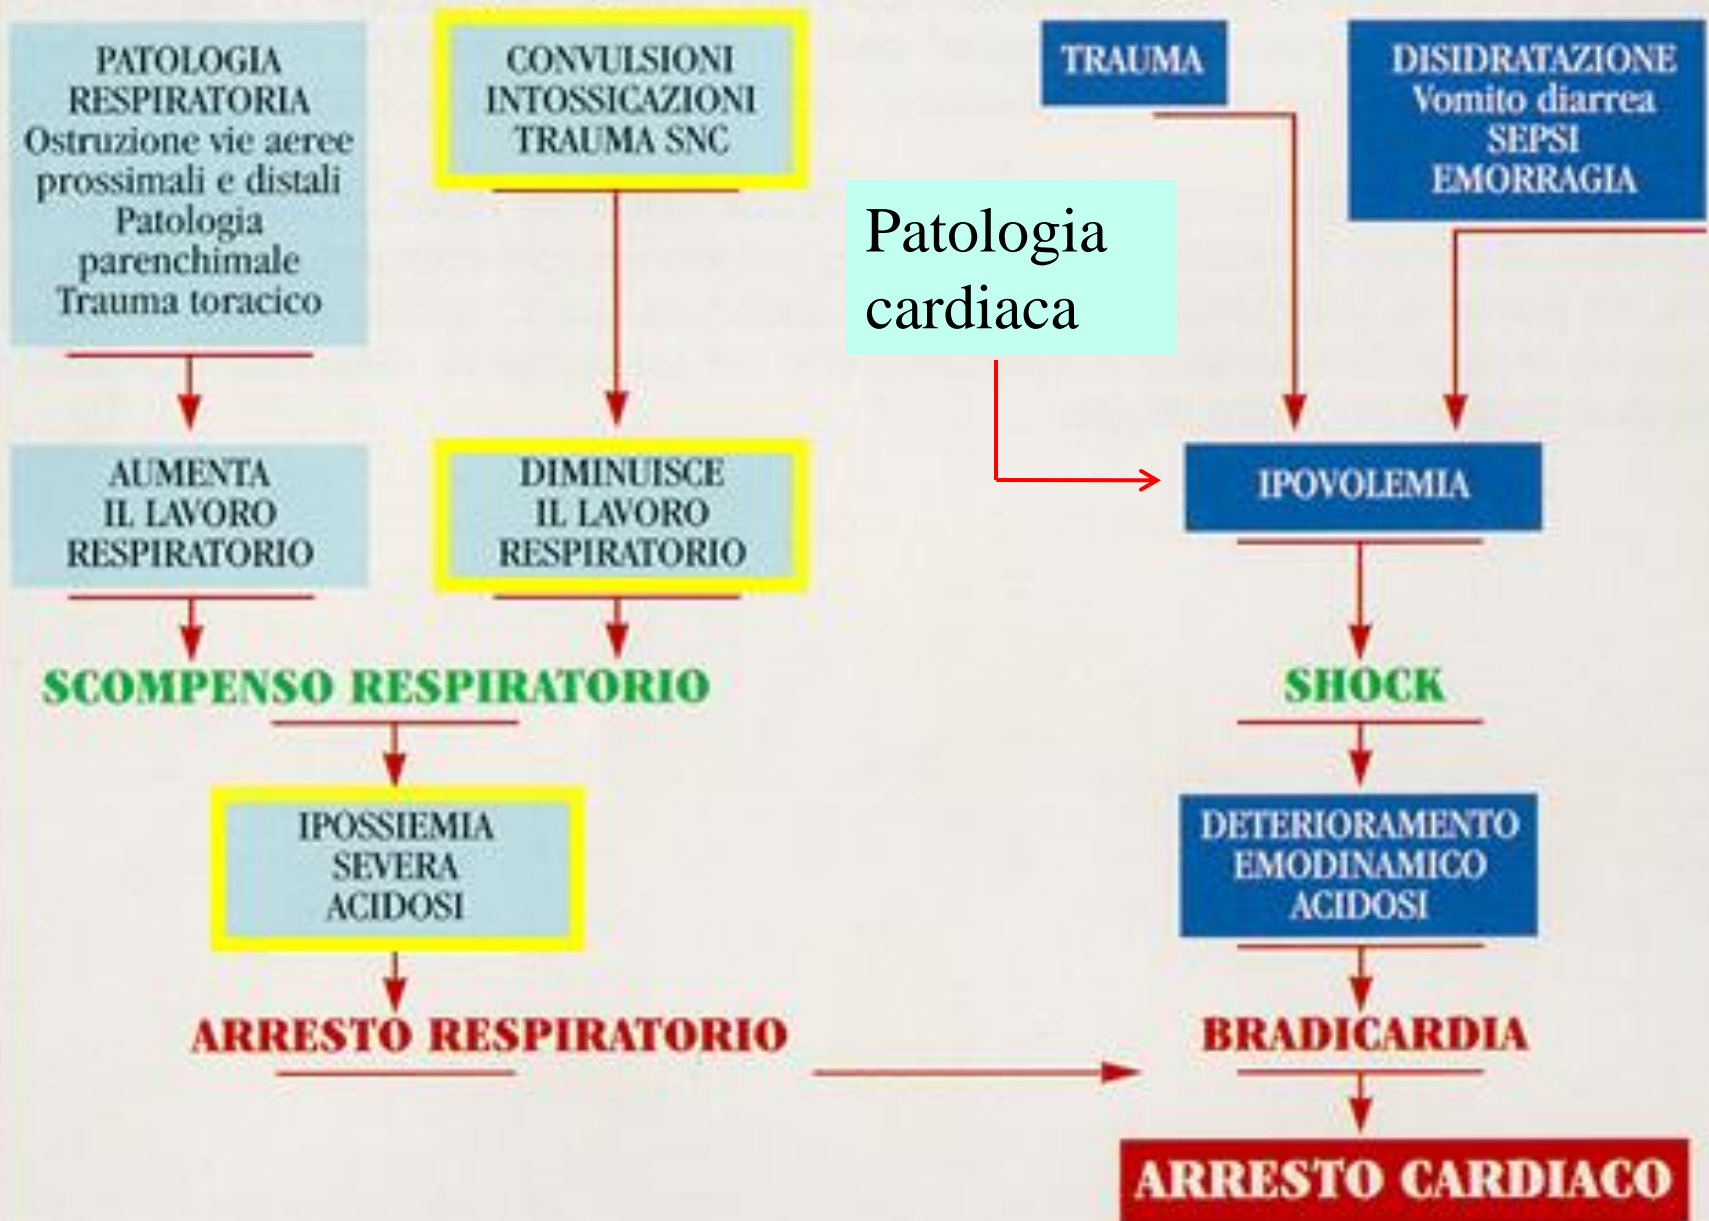 PATOLOGIA
RESPIRATORIA
Ostruzione vie aeree
prossimali e distali
Patologia
parenchimale
Trauma toracico
CONVULSIONI
INTOSSICAZIONI
TRAUMA SNC
Patologia
cardiaca
TRAUMA
DISIDRATAZIONE
Vomito diarrea
SEPSI
EMORRAGIA
AUMENTA
IL LAVORO
RESPIRATORIO
DIMINUISCE
IL LAVORO
RESPIRATORIO
IPOVOLEMIA
SCOMPENSO RESPIRATORIO
SHOCK
IPOSSIEMIA
SEVERA
ACIDOSI
DETERIORAMENTO
EMODINAMICO
ACIDOSI
ARRESTO RESPIRATORIO
BRADICARDIA
ARRESTO CARDIACO